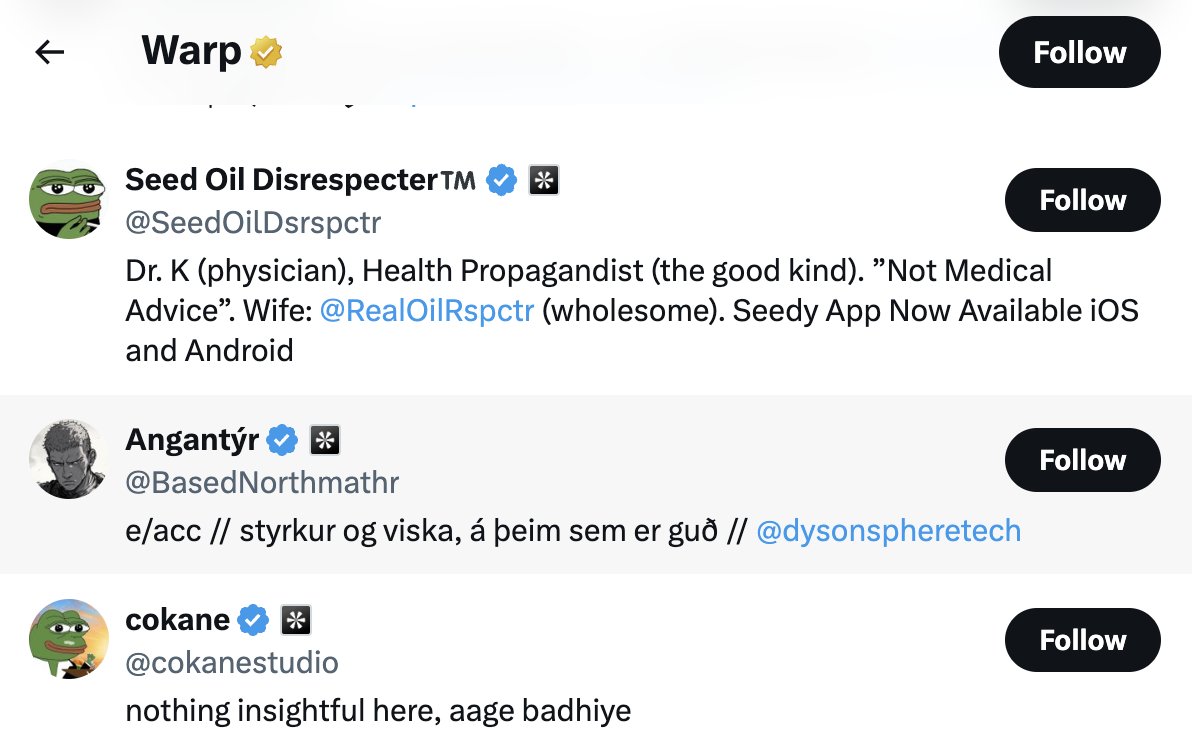 Warp
Follow
Seed Oil Disrespecter™
Follow
@SeedOilDsrspctr
Dr. K (physician), Health Propagandist (the good kind). ”Not Medical
Advice”. Wife: @RealOilRspctr (wholesome). Seedy App Now Available iOS
and Android
Angantýr
Follow
@BasedNorthmathr
e/acc // styrkur og viska, á þeim sem er guð // @dysonspheretech
cokane
Follow
@cokanestudio
nothing insightful here, aage badhiye